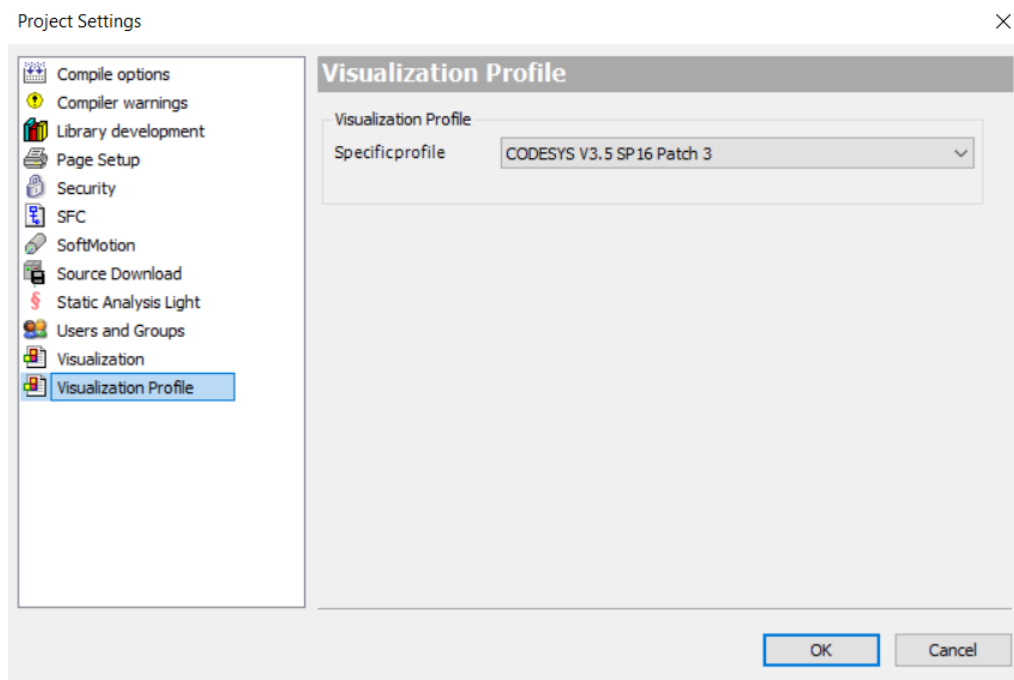 Project Settings
Compile options
Compiler warnings
Library development
Page Setup
Security
SFC
SoftMotion
Source Download
Static Analysis Light
Users and Groups
Visualization
Visualization Profile
Visualization Profile
Visualization Profile
Specificprofile
CODESYS V3.5 SP16 Patch 3
OK
Cancel